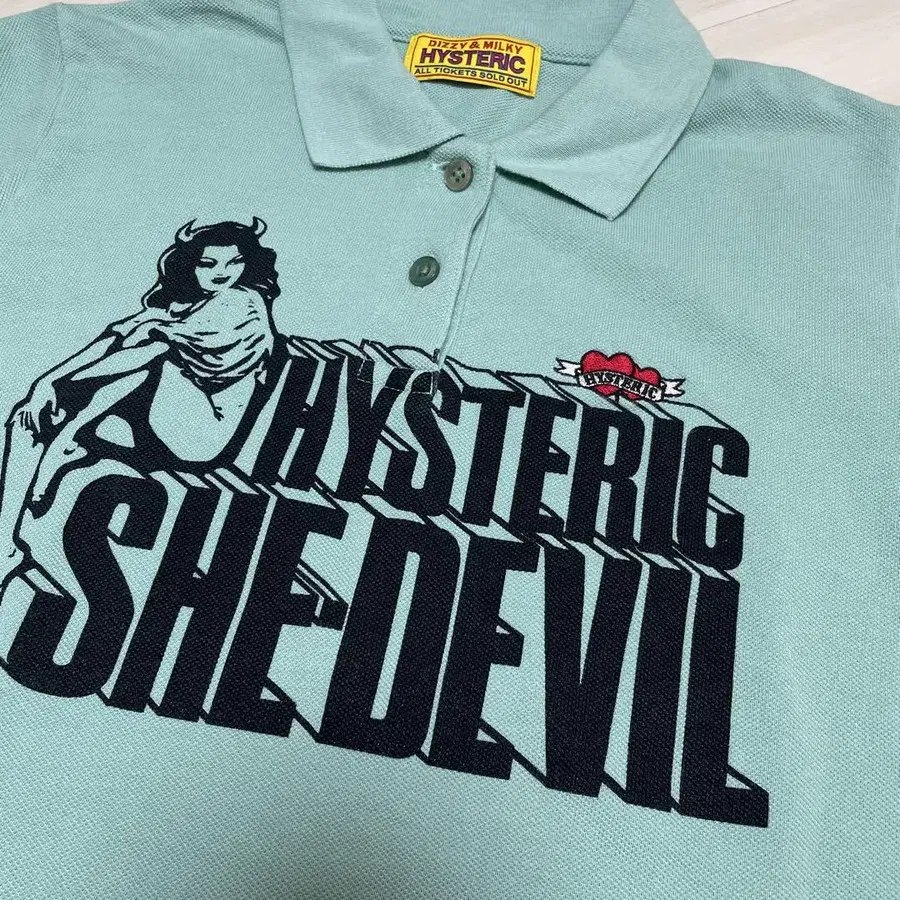 DIZZY & MILKY
HYSTERIC
ALL TICKETS SOLD OUT
HYSTERIC
HYSTERIC
SHE DEVIL